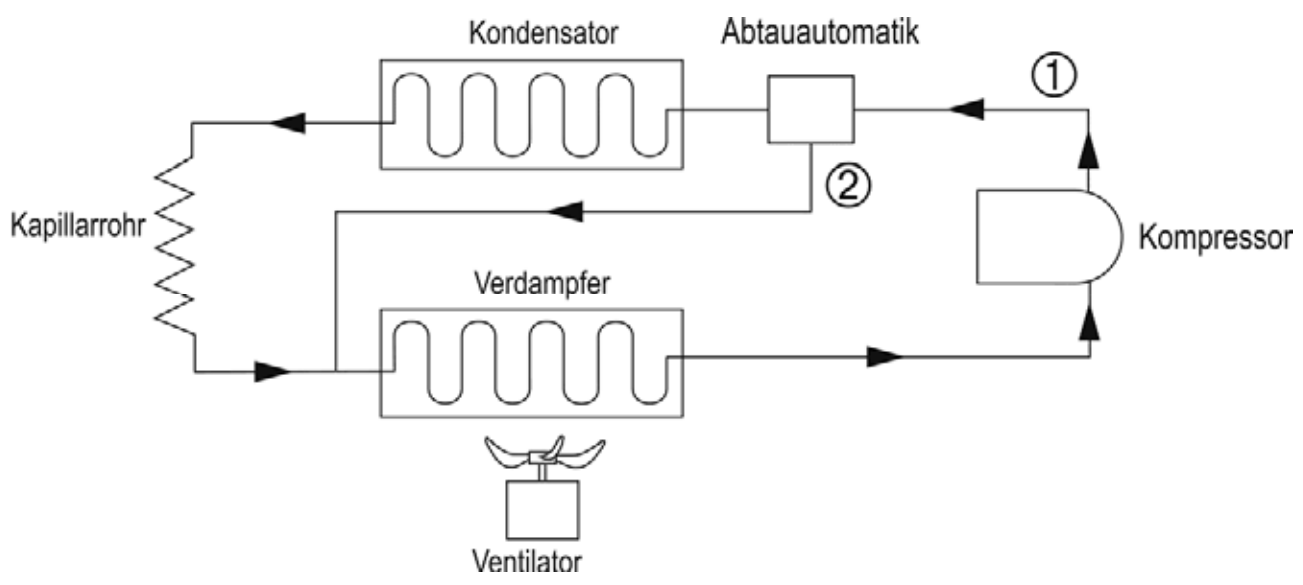 Kondensator
Abtauautomatik
①
②
Kapillarrohr
Kompressor
Verdampfer
Ventilator